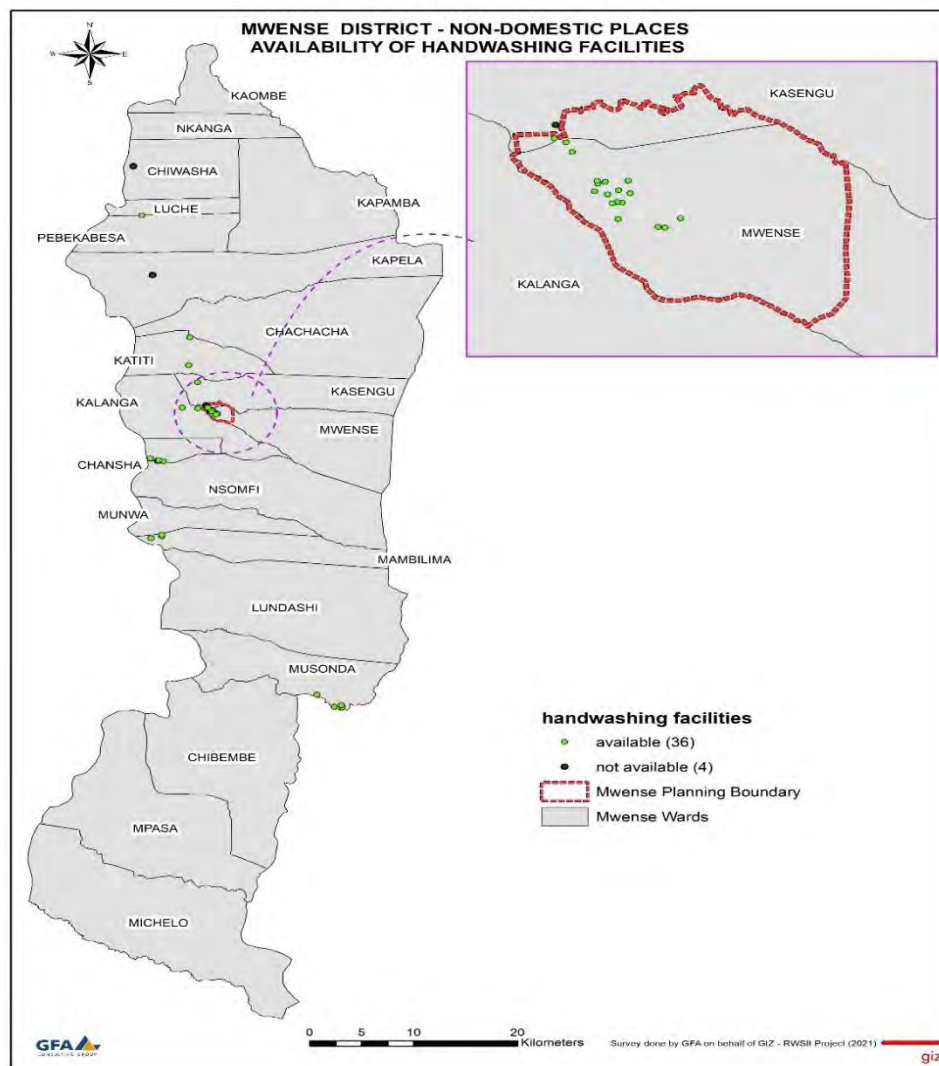 MWENSE DISTRICT - NON-DOMESTIC PLACES
AVAILABILITY OF HANDWASHING FACILITIES
N
W
E
S
KAOMBE
NKANGA
CHIWASHA
LUCHE
KAPAMBA
PEBEKABESA
KAPELA
CHACHACHA
KATITI
KASENGU
KALANGA
MWENSE
CHANSHA
NSOMFI
MUNWA
MAMBILIMA
LUNDASHI
MUSONDA
CHIBEMBE
MPASA
MICHELO
KASENGU
MWENSE
KALANGA
handwashing facilities
available (36)
not available (4)
Mwense Planning Boundary
Mwense Wards
GFA
CONSULTING GROUP
0 5 10 20
Kilometers
Survey done by GFA on behalf of GIZ - RWSII Project (2021)
giz